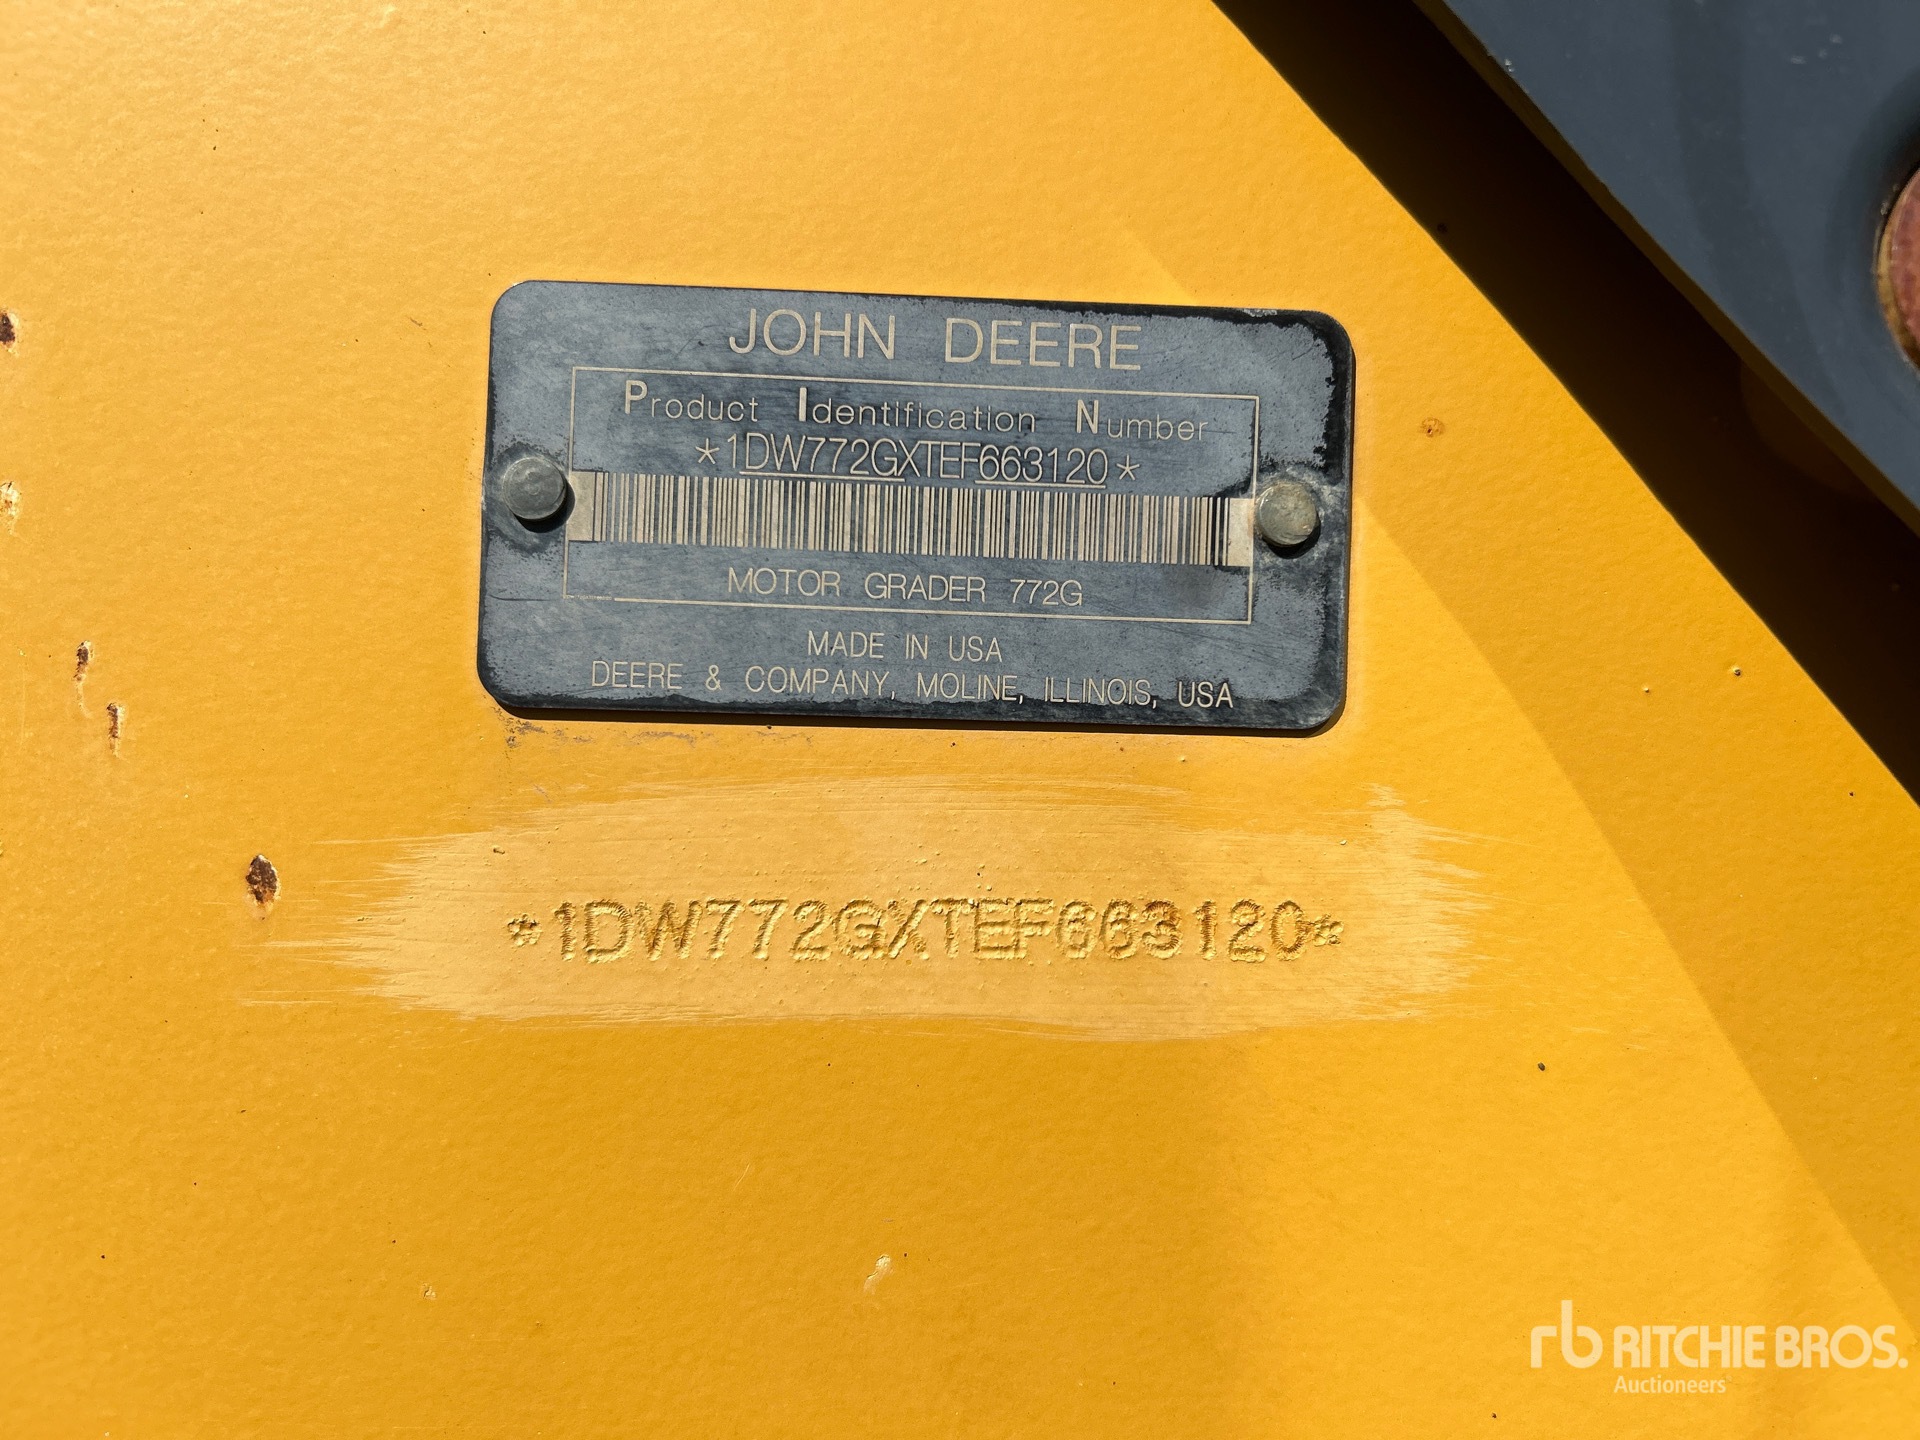 JOHN DEERE
Product Identification Number
*1DW772GXTEF663120*
MOTOR GRADER 772G
MADE IN USA
DEERE & COMPANY, MOLINE, ILLINOIS, USA
*1DW772GXTEF663120*
rb RITCHIE BROS.
Auctioneers